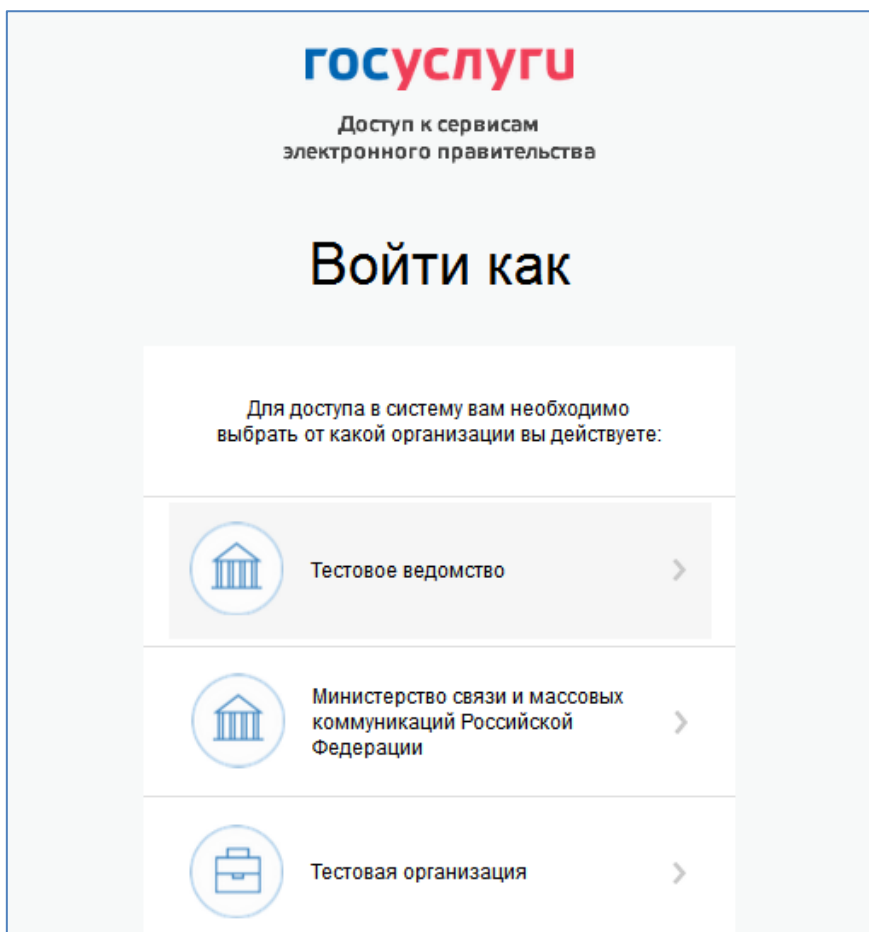 госуслуги
Доступ к сервисам
электронного правительства
Войти как
Для доступа в систему вам необходимо
выбрать от какой организации вы действуете:
Тестовое ведомство
Министерство связи и массовых
коммуникаций Российской
Федерации
Тестовая организация